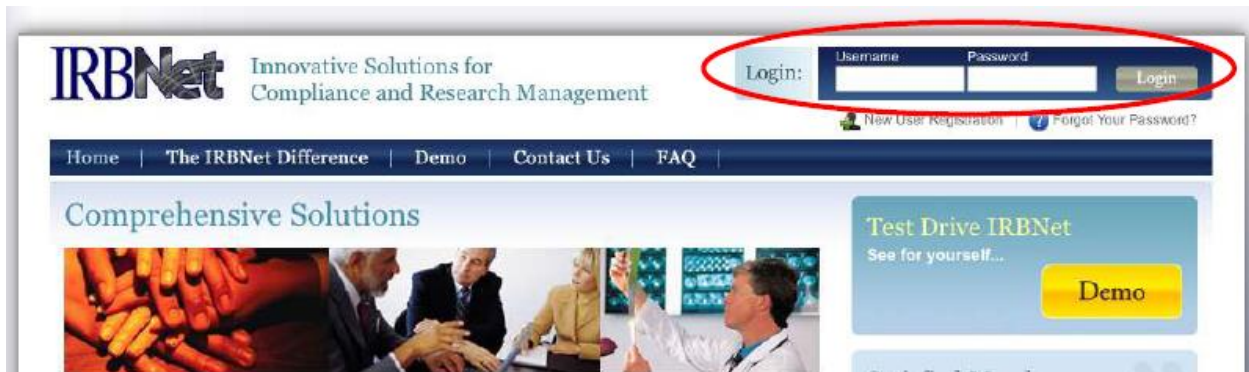 IRBNet
Innovative Solutions for
Compliance and Research Management
Login:
Username Password
Login
New User Registration | Forgot Your Password?
Home | The IRBNet Difference | Demo | Contact Us | FAQ |
Comprehensive Solutions
Test Drive IRBNet
See for yourself...
Demo